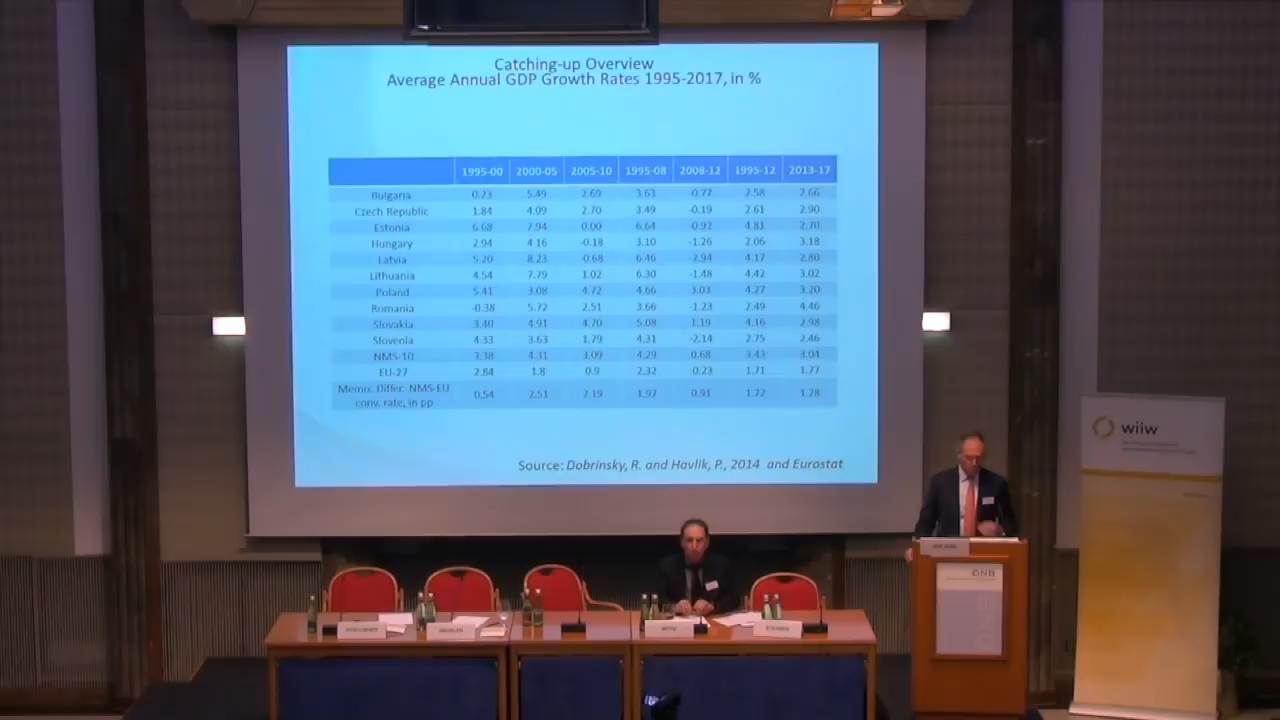 Catching-up Overview
Average Annual GDP Growth Rates 1995-2017, in %
1995-00 2000-05 2005-10 1995-08 2008-12 1995-12 2013-17
Bulgaria 0.23 5.49 2.69 3.63 -0.77 2.58 2.66
Czech Republic 1.84 4.09 2.70 3.49 -0.19 2.61 2.90
Estonia 6.68 7.94 0.00 6.64 -0.92 4.81 2.70
Hungary 2.94 4.16 -0.18 3.10 -1.26 2.06 3.18
Latvia 5.20 8.23 -0.68 6.46 -2.94 4.17 2.80
Lithuania 4.54 7.79 1.02 6.30 -1.48 4.42 3.02
Poland 5.41 3.08 4.72 4.66 3.03 4.27 3.20
Romania -0.38 5.72 2.51 3.66 -1.23 2.49 4.46
Slovakia 3.40 4.91 4.70 5.08 1.19 4.16 2.98
Slovenia 4.33 3.63 1.79 4.31 -2.14 2.75 2.46
NMS-10 3.38 4.31 3.09 4.29 0.68 3.43 3.04
EU-27 2.84 1.8 0.9 2.32 -0.23 1.71 1.77
Memo: Differ. NMS-EU
conv. rate, in pp 0.54 2.51 2.19 1.97 0.91 1.72 1.28
Source: Dobrinsky, R. and Havlik, P., 2014 and Eurostat
wiiw